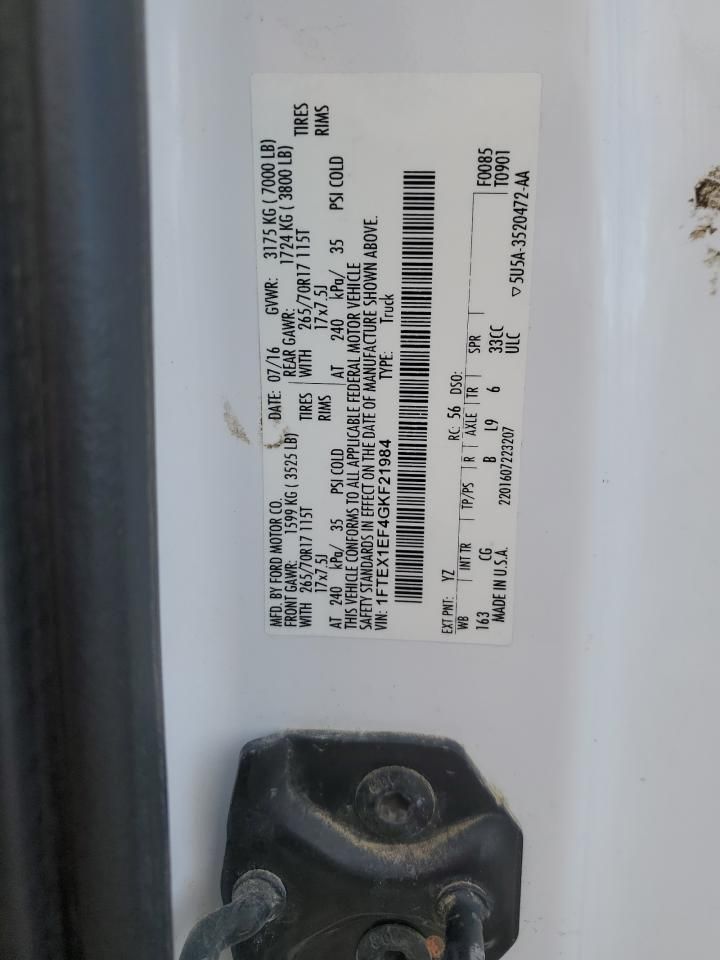 MFD. BY FORD MOTOR CO.
DATE: 07/16 GVWR: 3175 KG ( 7000 LB)
FRONT GAWR: 1599 KG ( 3525 LB) REAR GAWR: 1724 KG ( 3800 LB)
WITH 265/70R17 115T TIRES WITH 265/70R17 115T TIRES
17x7.5J RIMS 17x7.5J RIMS
AT 240 kPa/ 35 PSI COLD AT 240 kPa/ 35 PSI COLD
THIS VEHICLE CONFORMS TO ALL APPLICABLE FEDERAL MOTOR VEHICLE
SAFETY STANDARDS IN EFFECT ON THE DATE OF MANUFACTURE SHOWN ABOVE.
VIN: 1FTEX1EF4GKF21984 TYPE: Truck
EXT PNT: YZ RC: 56 DSO: F0085
WB INT TR TP/PS R AXLE TR SPR T0901
163 CG B L9 6 33CC
MADE IN U.S.A. 2201607223207 ULC ▽5U5A-3520472-AA